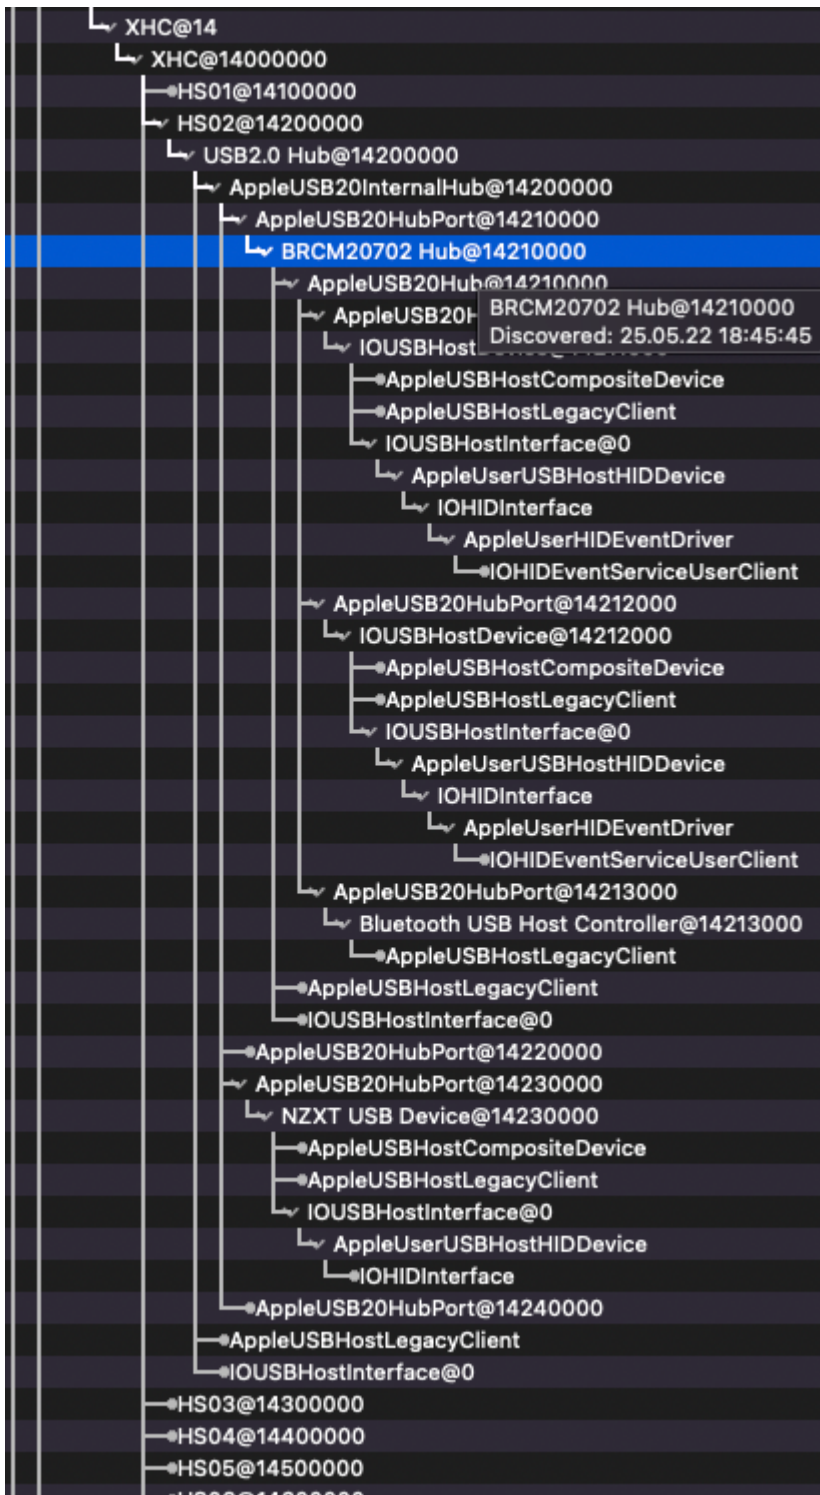 XHC@14
XHC@14000000
HS01@14100000
HS02@14200000
USB2.0 Hub@14200000
AppleUSB20InternalHub@14200000
AppleUSB20HubPort@14210000
BRCM20702 Hub@14210000
AppleUSB20Hub@14210000
BRCM20702 Hub@14210000
AppleUSB20H
Discovered: 25.05.22 18:45:45
IOUSBHost
AppleUSBHostCompositeDevice
AppleUSBHostLegacyClient
IOUSBHostInterface@0
AppleUserUSBHostHIDDevice
IOHIDInterface
AppleUserHIDEventDriver
IOHIDEventServiceUserClient
AppleUSB20HubPort@14212000
IOUSBHostDevice@14212000
AppleUSBHostCompositeDevice
AppleUSBHostLegacyClient
IOUSBHostInterface@0
AppleUserUSBHostHIDDevice
IOHIDInterface
AppleUserHIDEventDriver
IOHIDEventServiceUserClient
AppleUSB20HubPort@14213000
Bluetooth USB Host Controller@14213000
AppleUSBHostLegacyClient
AppleUSBHostLegacyClient
IOUSBHostInterface@0
AppleUSB20HubPort@14220000
AppleUSB20HubPort@14230000
NZXT USB Device@14230000
AppleUSBHostCompositeDevice
AppleUSBHostLegacyClient
IOUSBHostInterface@0
AppleUserUSBHostHIDDevice
IOHIDInterface
AppleUSB20HubPort@14240000
AppleUSBHostLegacyClient
IOUSBHostInterface@0
HS03@14300000
HS04@14400000
HS05@14500000